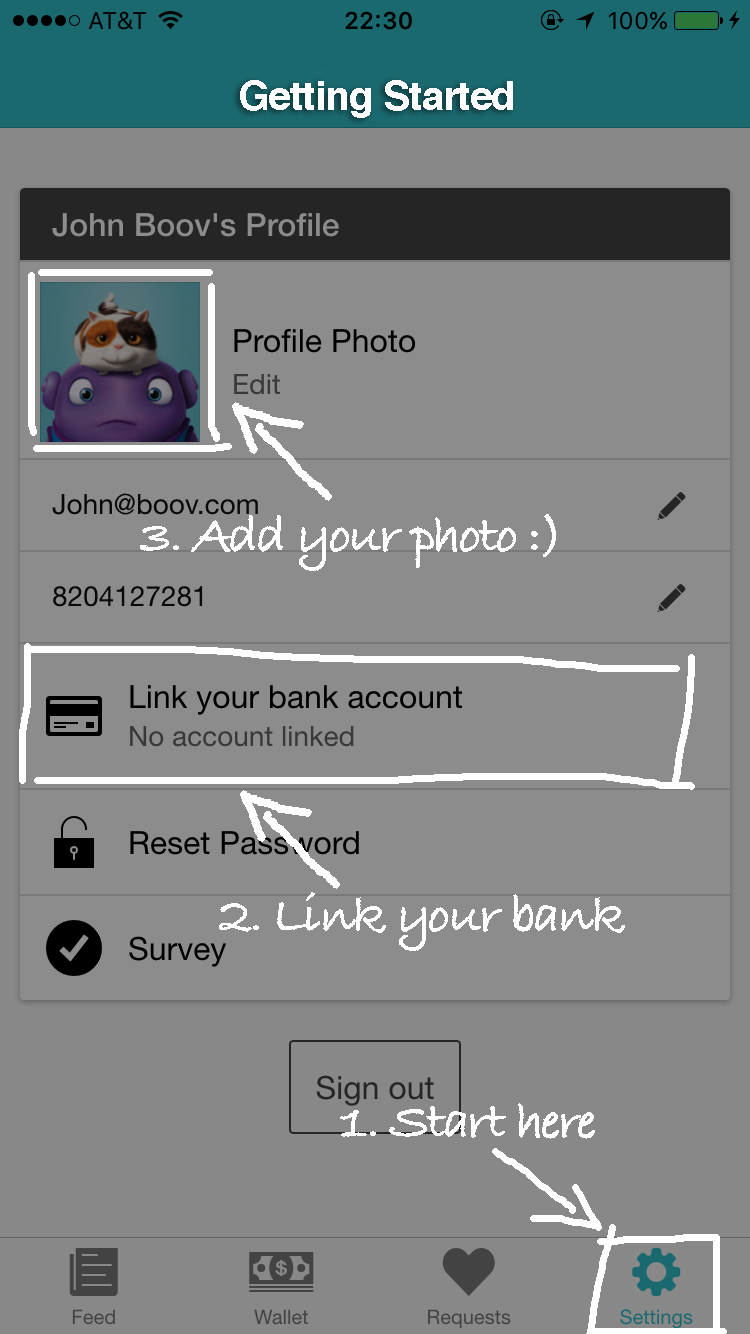 AT&T 22:30 100%
Getting Started
John Boov's Profile
Profile Photo
Edit
John@boov.com
3. Add your photo :)
8204127281
Link your bank account
No account linked
Reset Password
2. Link your bank
Survey
Sign out
1. Start here
Feed Wallet Requests Settings